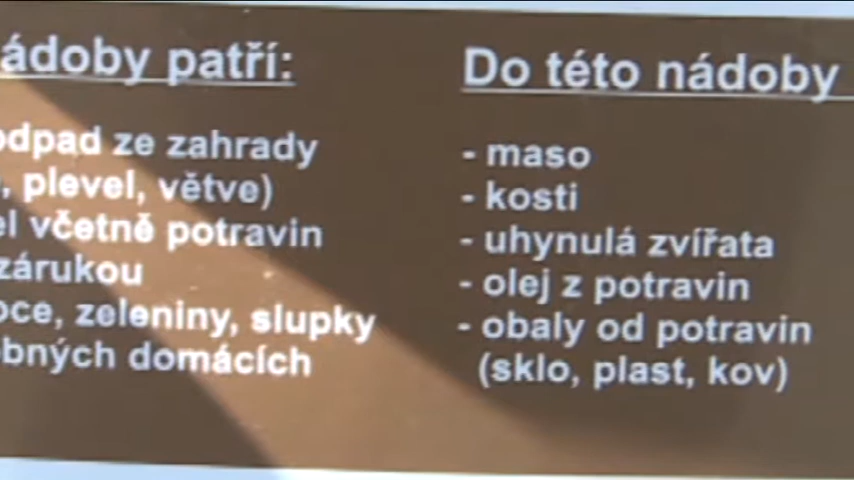 ádoby patří:
odpad ze zahrady
, plevel, větve)
el včetně potravin
zárukou
oce, zeleniny, slupky
obných domácích
Do této nádoby
- maso
- kosti
- uhynulá zvířata
- olej z potravin
- obaly od potravin
(sklo, plast, kov)